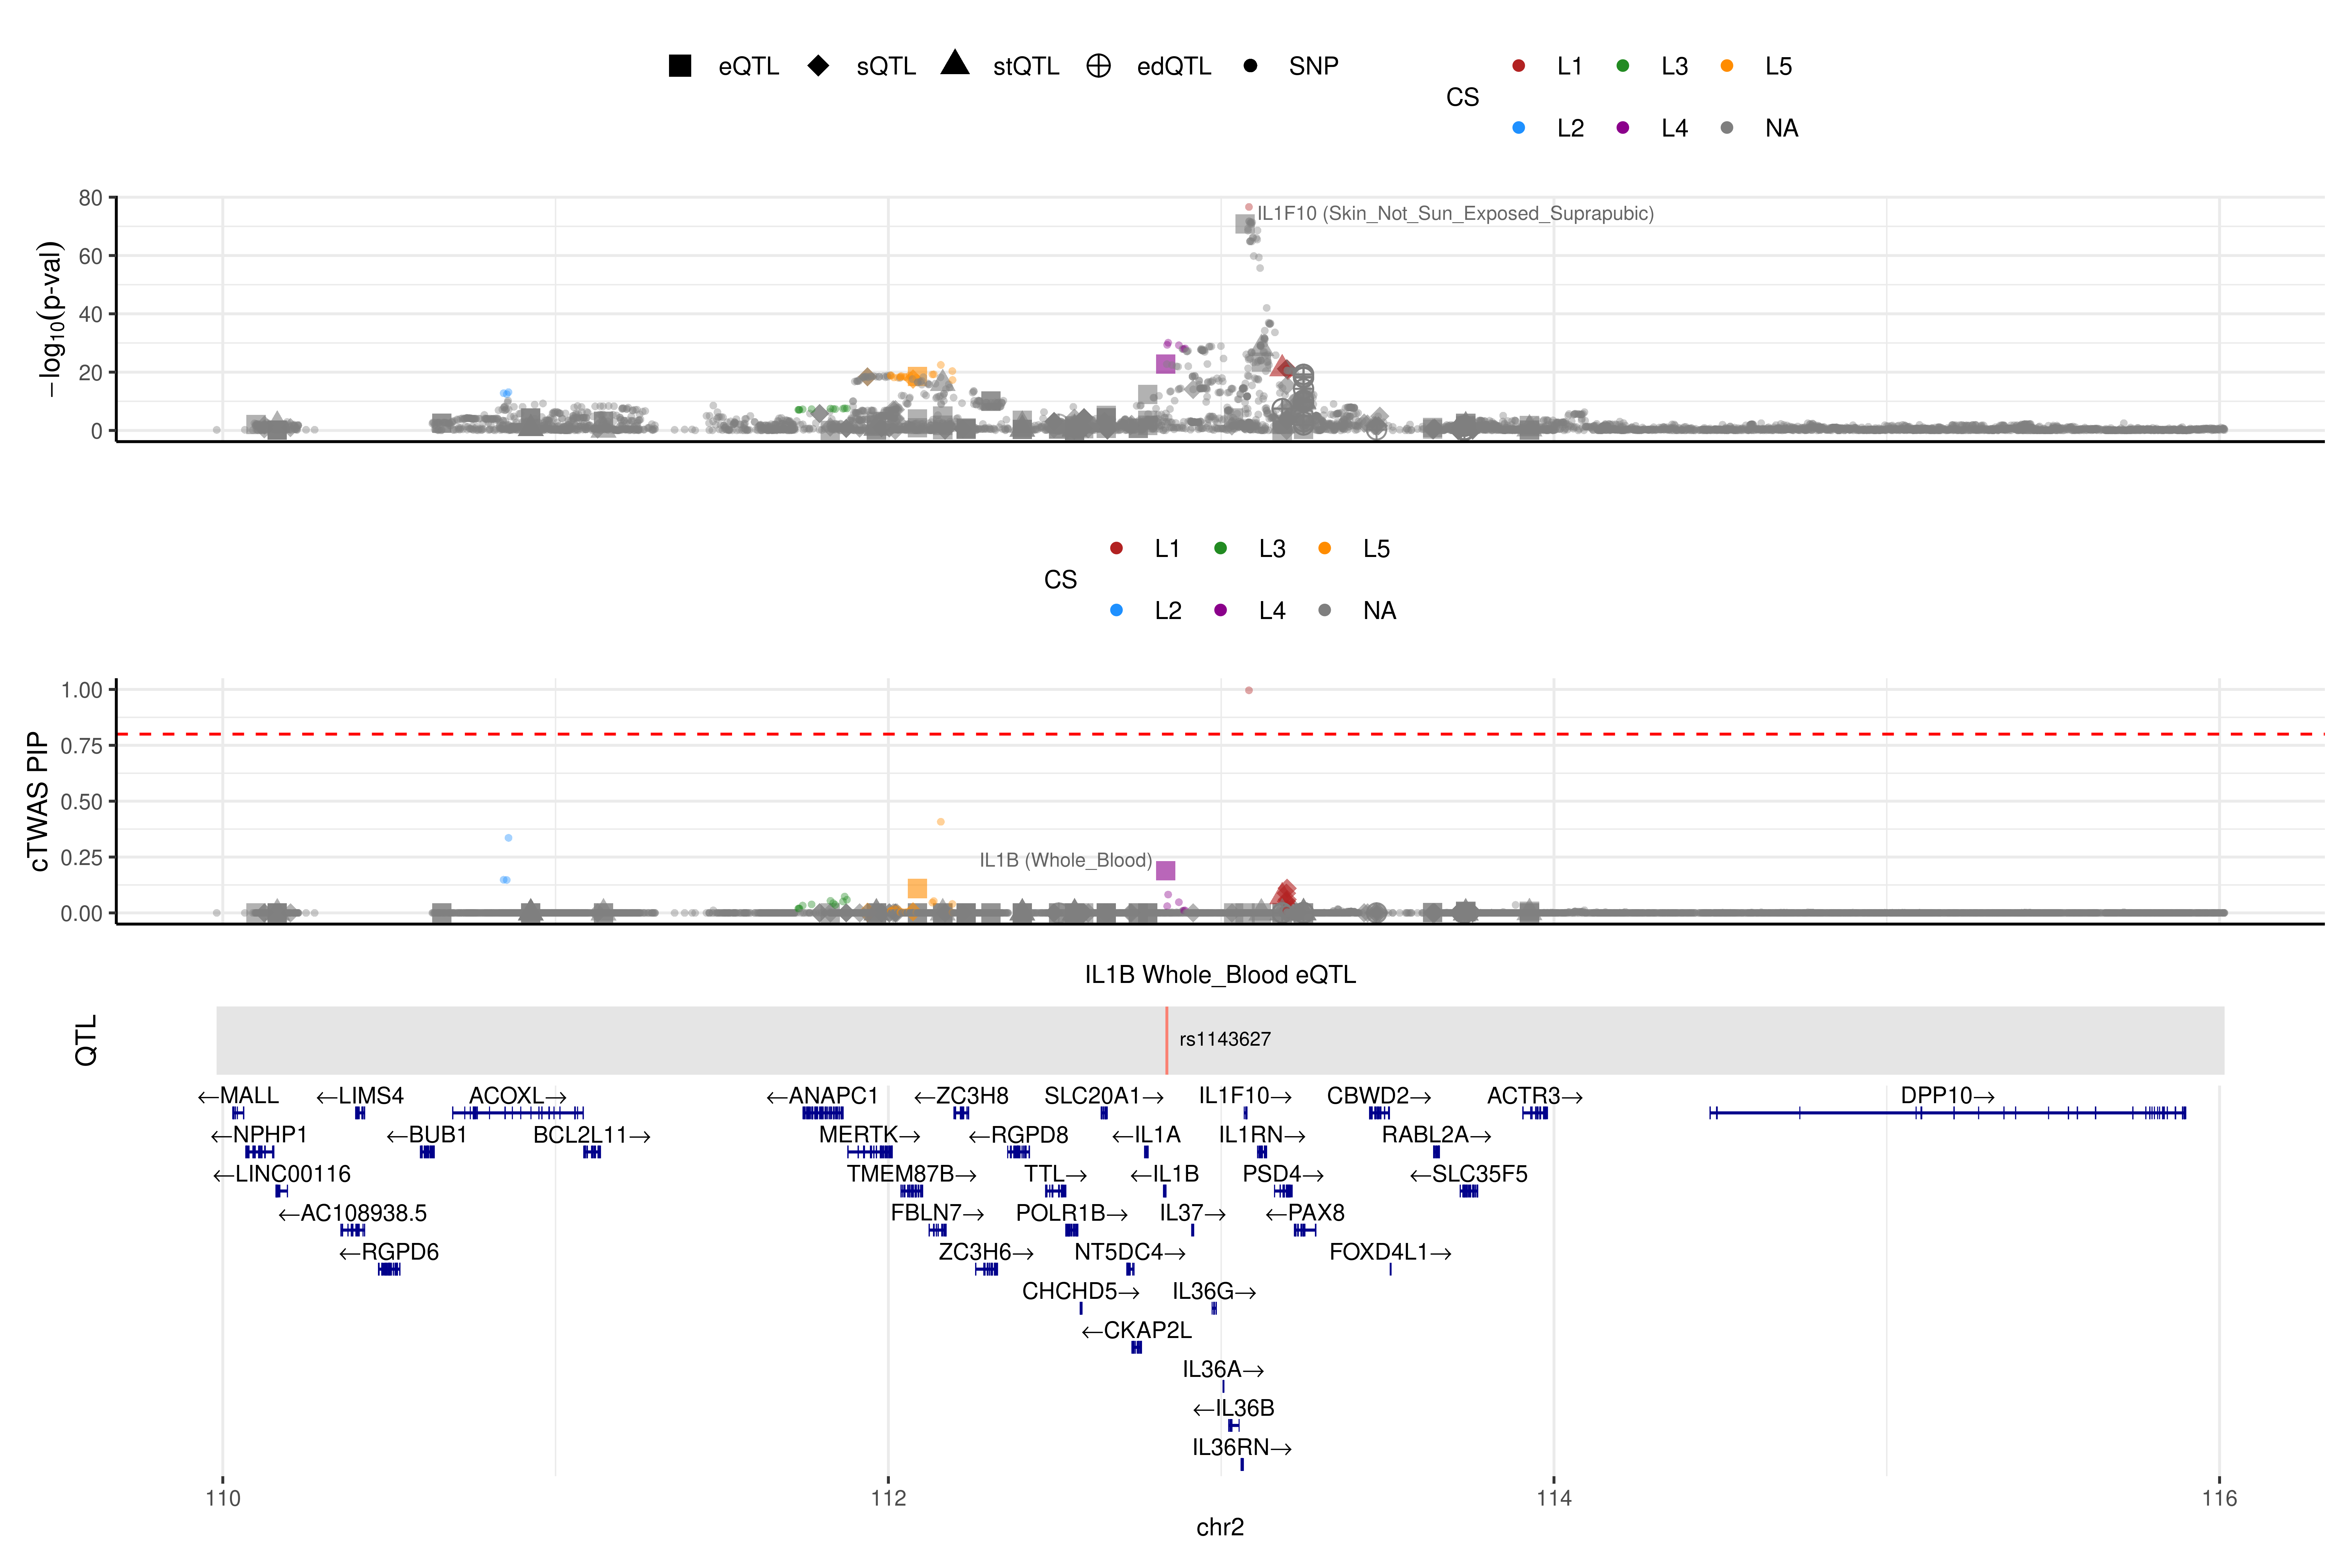 eQTL sQTL stQTL edQTL SNP
CS L1 L3 L5
L2 L4 NA
−log10(p-val)
80
60
40
20
0
IL1F10 (Skin_Not_Sun_Exposed_Suprapubic)
CS L1 L3 L5
L2 L4 NA
cTWAS PIP
1.00
0.75
0.50
0.25
0.00
IL1B (Whole_Blood)
IL1B Whole_Blood eQTL
QTL
rs1143627
←MALL ←LIMS4 ACOXL→ ←ANAPC1 ←ZC3H8 SLC20A1→ IL1F10→ CBWD2→ ACTR3→ DPP10→
←NPHP1 ←BUB1 BCL2L11→ MERTK→ ←RGPD8 ←IL1A IL1RN→ RABL2A→
←LINC00116 TMEM87B→ TTL→ ←IL1B PSD4→ ←SLC35F5
←AC108938.5 FBLN7→ POLR1B→ IL37→ ←PAX8
←RGPD6 ZC3H6→ NT5DC4→ FOXD4L1→
CHCHD5→ IL36G→
←CKAP2L
IL36A→
←IL36B
IL36RN→
110 112 114 116
chr2